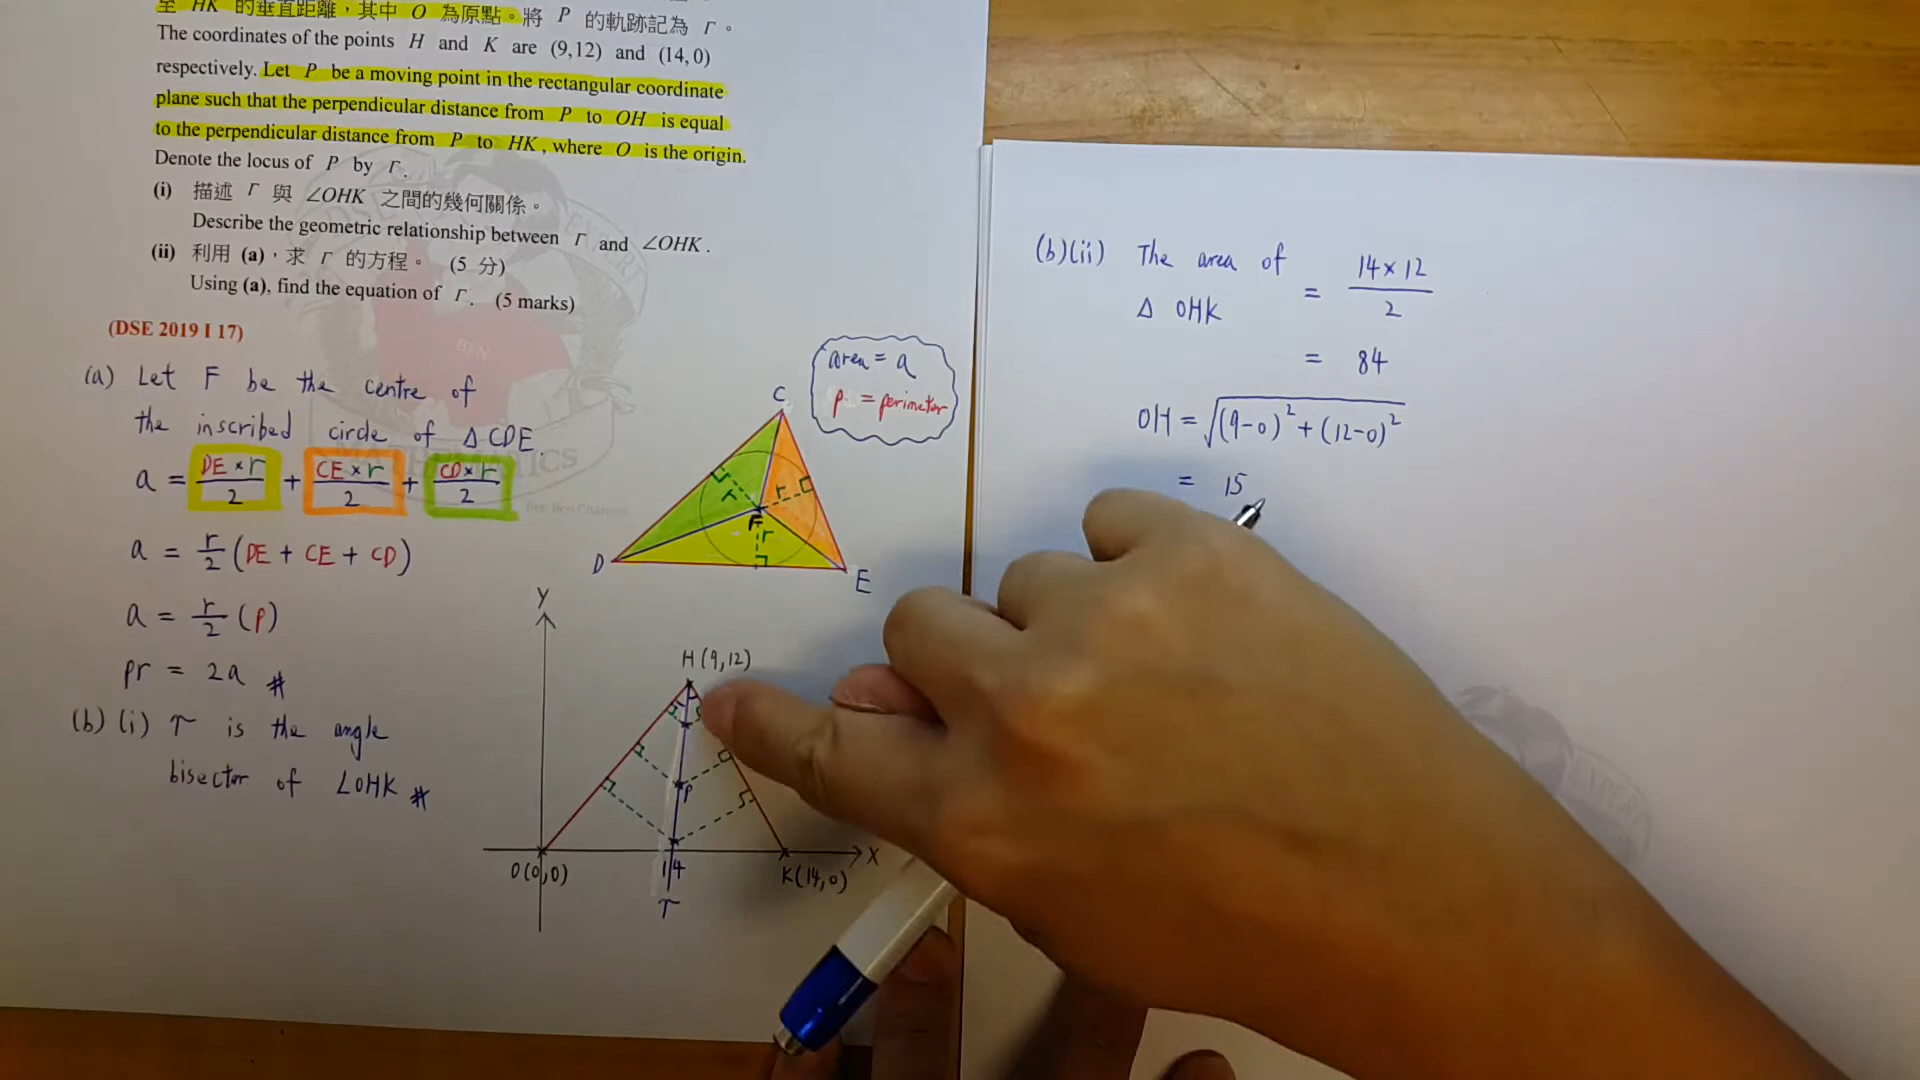 至 HK 的垂直距離，其中 O 為原點。將 P 的軌跡記為 Γ。
The coordinates of the points H and K are (9,12) and (14,0)
respectively. Let P be a moving point in the rectangular coordinate
plane such that the perpendicular distance from P to OH is equal
to the perpendicular distance from P to HK, where O is the origin.
Denote the locus of P by Γ.
(i) 描述 Γ 與 ∠OHK 之間的幾何關係。
Describe the geometric relationship between Γ and ∠OHK.
(ii) 利用 (a)，求 Γ 的方程。 (5 分)
Using (a), find the equation of Γ. (5 marks)
(DSE 2019 I 17)
(a) Let F be the centre of
the inscribed circle of △CDE.
a = DE×r/2 + CE×r/2 + CD×r/2
a = r/2 (DE + CE + CD)
a = r/2 (p)
pr = 2a #
(b) (i) Γ is the angle
bisector of ∠OHK #
area = a
p = perimeter
C
r
r
F
r
D
E
Y
H(9,12)
P
X
O(0,0)
14
K(14,0)
Γ
(b)(ii) The area of △ OHK = 14×12/2
= 84
OH = √((9-0)²+(12-0)²)
= 15